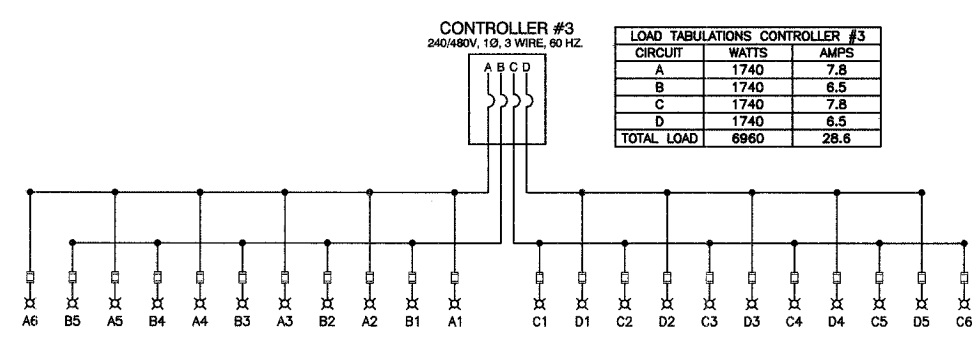 CONTROLLER #3
240/480V, 1Ø, 3 WIRE, 60 HZ.
A B C D
LOAD TABULATIONS CONTROLLER #3
CIRCUIT WATTS AMPS
A 1740 7.8
B 1740 6.5
C 1740 7.8
D 1740 6.5
TOTAL LOAD 6960 28.6
A6 B5 A5 B4 A4 B3 A3 B2 A2 B1 A1 C1 D1 C2 D2 C3 D3 C4 D4 C5 D5 C6